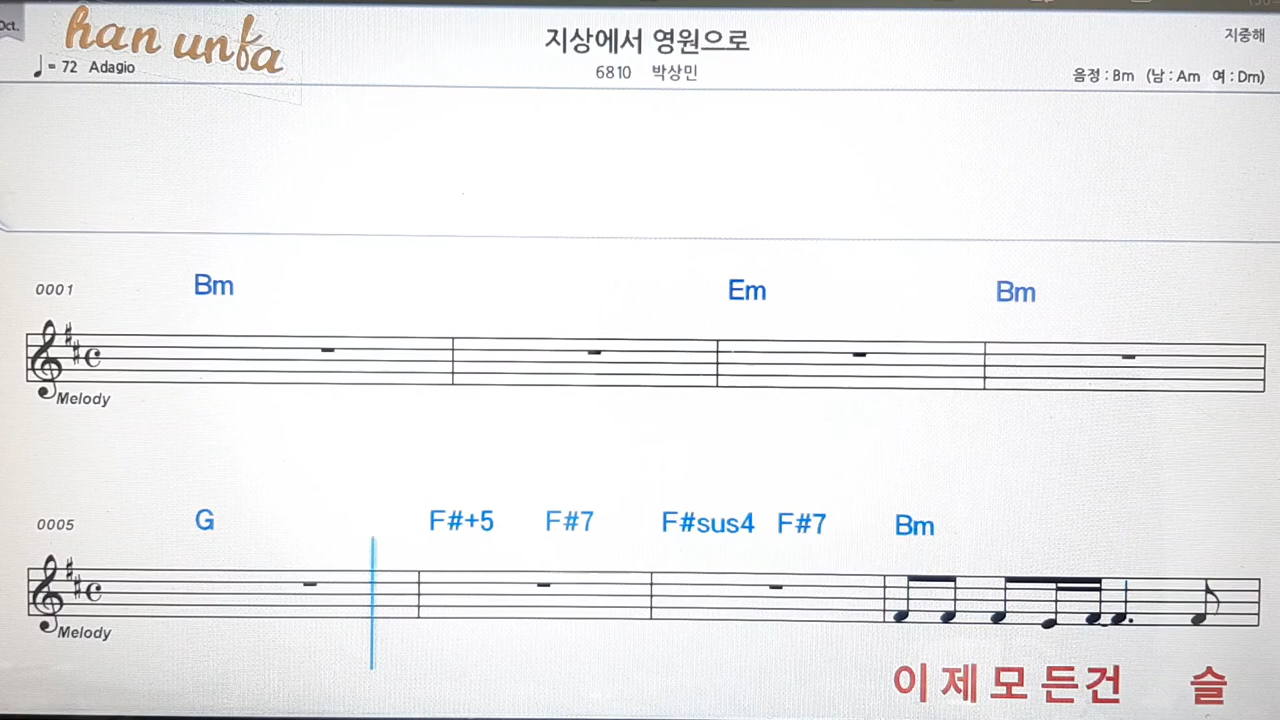 Oct.
han unfa
지상에서 영원으로
지중해
= 72 Adagio
6810 박상민
음정 : Bm (남 : Am 여 : Dm)
0001 Bm Em Bm
Melody
0005 G F#+5 F#7 F#sus4 F#7 Bm
Melody
이 제 모 든 건 슬